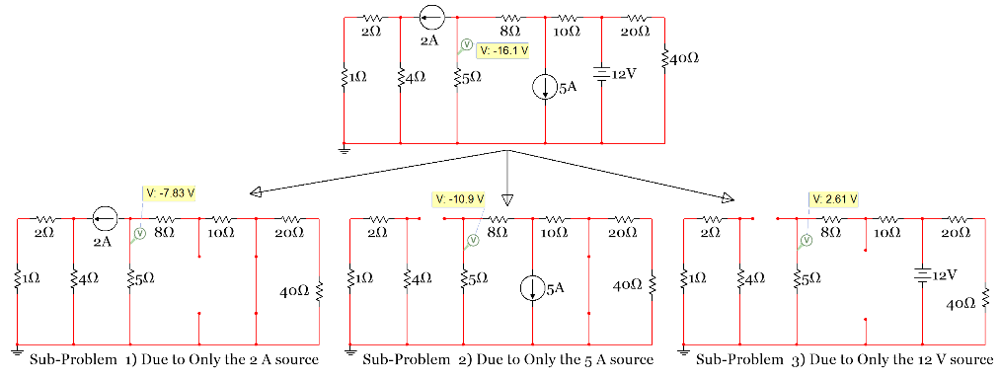 2Ω
2A
8Ω
10Ω
20Ω
V
V: -16.1 V
1Ω
4Ω
5Ω
5A
12V
40Ω
V: -7.83 V
2Ω
2A
V
8Ω
10Ω
20Ω
1Ω
4Ω
5Ω
40Ω
Sub-Problem 1) Due to Only the 2 A source
V: -10.9 V
2Ω
V
8Ω
10Ω
20Ω
1Ω
4Ω
5Ω
5A
40Ω
Sub-Problem 2) Due to Only the 5 A source
V: 2.61 V
2Ω
V
8Ω
10Ω
20Ω
1Ω
4Ω
5Ω
12V
40Ω
Sub-Problem 3) Due to Only the 12 V source